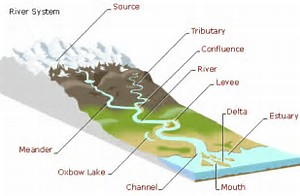 River System
Source
Tributary
Confluence
River
Levee
Delta
Estuary
Meander
Oxbow Lake
Channel
Mouth